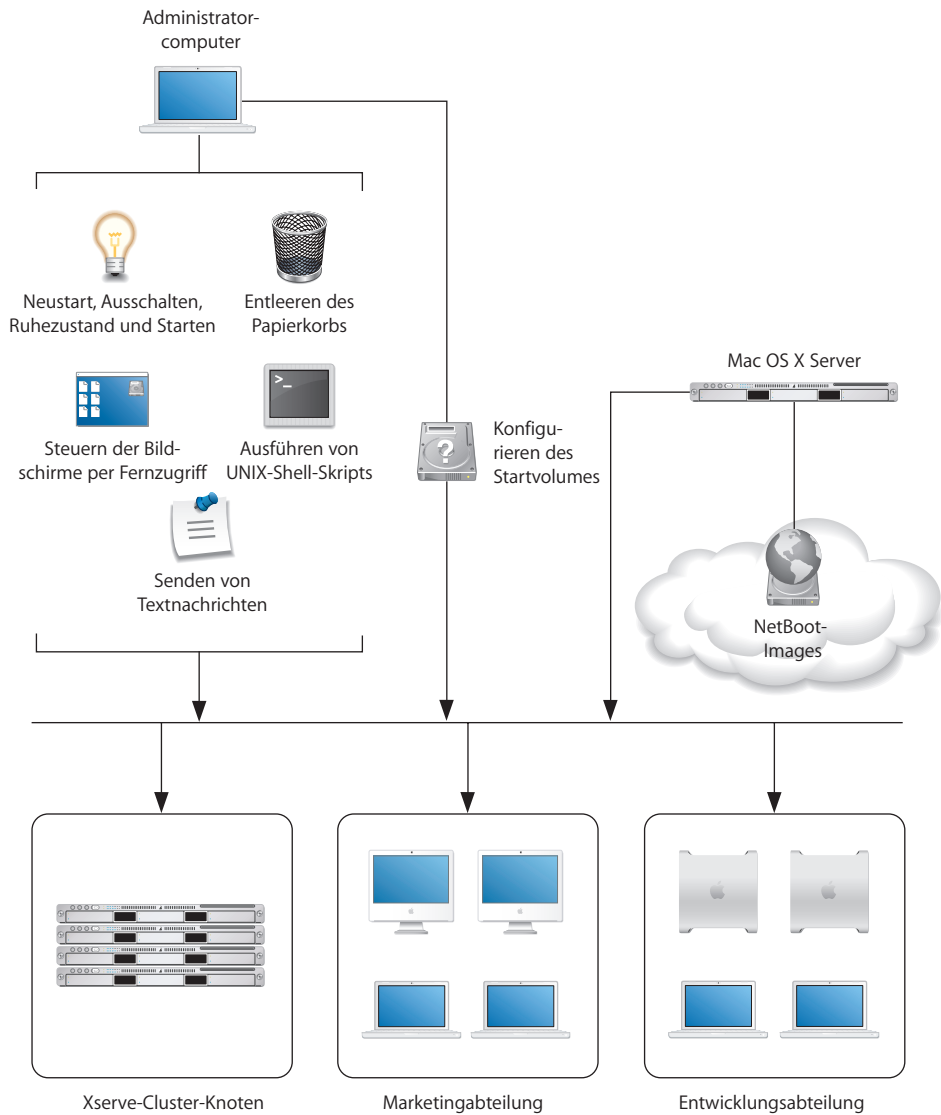 Administrator-
computer
Neustart, Ausschalten,
Ruhezustand und Starten
Entleeren des
Papierkorbs
Steuern der Bild-
schirme per Fernzugriff
>_
Ausführen von
UNIX-Shell-Skripts
Senden von
Textnachrichten
?
Konfigu-
rieren des
Startvolumes
Mac OS X Server
NetBoot-
Images
Xserve-Cluster-Knoten
Marketingabteilung
Entwicklungsabteilung